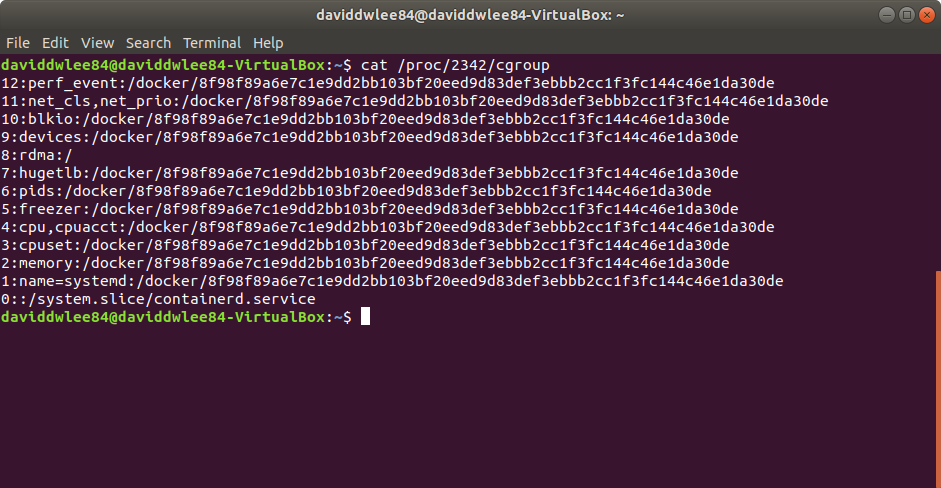 daviddwlee84@daviddwlee84-VirtualBox: ~
File Edit View Search Terminal Help
daviddwlee84@daviddwlee84-VirtualBox:~$ cat /proc/2342/cgroup
12:perf_event:/docker/8f98f89a6e7c1e9dd2bb103bf20eed9d83def3ebbb2cc1f3fc144c46e1da30de
11:net_cls,net_prio:/docker/8f98f89a6e7c1e9dd2bb103bf20eed9d83def3ebbb2cc1f3fc144c46e1da30de
10:blkio:/docker/8f98f89a6e7c1e9dd2bb103bf20eed9d83def3ebbb2cc1f3fc144c46e1da30de
9:devices:/docker/8f98f89a6e7c1e9dd2bb103bf20eed9d83def3ebbb2cc1f3fc144c46e1da30de
8:rdma:/
7:hugetlb:/docker/8f98f89a6e7c1e9dd2bb103bf20eed9d83def3ebbb2cc1f3fc144c46e1da30de
6:pids:/docker/8f98f89a6e7c1e9dd2bb103bf20eed9d83def3ebbb2cc1f3fc144c46e1da30de
5:freezer:/docker/8f98f89a6e7c1e9dd2bb103bf20eed9d83def3ebbb2cc1f3fc144c46e1da30de
4:cpu,cpuacct:/docker/8f98f89a6e7c1e9dd2bb103bf20eed9d83def3ebbb2cc1f3fc144c46e1da30de
3:cpuset:/docker/8f98f89a6e7c1e9dd2bb103bf20eed9d83def3ebbb2cc1f3fc144c46e1da30de
2:memory:/docker/8f98f89a6e7c1e9dd2bb103bf20eed9d83def3ebbb2cc1f3fc144c46e1da30de
1:name=systemd:/docker/8f98f89a6e7c1e9dd2bb103bf20eed9d83def3ebbb2cc1f3fc144c46e1da30de
0::/system.slice/containerd.service
daviddwlee84@daviddwlee84-VirtualBox:~$